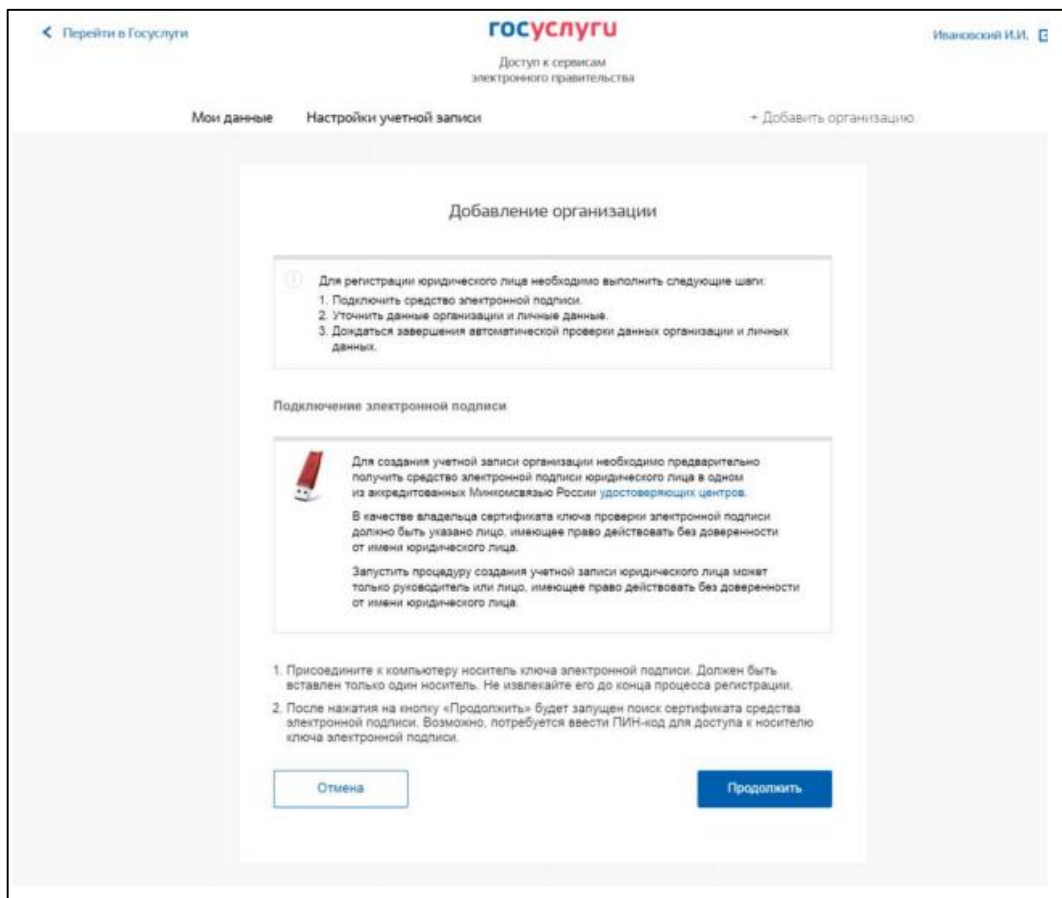 Перейти в Госуслуги
госуслуги
Ивановский И.И.
Доступ к сервисам
электронного правительства
Мои данные
Настройки учетной записи
+ Добавить организацию
Добавление организации
Для регистрации юридического лица необходимо выполнить следующие шаги:
1. Подключить средство электронной подписи.
2. Уточнить данные организации и личные данные.
3. Дождаться завершения автоматической проверки данных организации и личных
данных.
Подключение электронной подписи
Для создания учетной записи организации необходимо предварительно
получить средство электронной подписи юридического лица в одном
из аккредитованных Минкомсвязью России удостоверяющих центров.
В качестве владельца сертификата ключа проверки электронной подписи
должно быть указано лицо, имеющее право действовать без доверенности
от имени юридического лица.
Запустить процедуру создания учетной записи юридического лица может
только руководитель или лицо, имеющее право действовать без доверенности
от имени юридического лица.
1. Присоедините к компьютеру носитель ключа электронной подписи. Должен быть
вставлен только один носитель. Не извлекайте его до конца процесса регистрации.
2. После нажатия на кнопку «Продолжить» будет запущен поиск сертификата средства
электронной подписи. Возможно, потребуется ввести ПИН-код для доступа к носителю
ключа электронной подписи.
Отмена
Продолжить